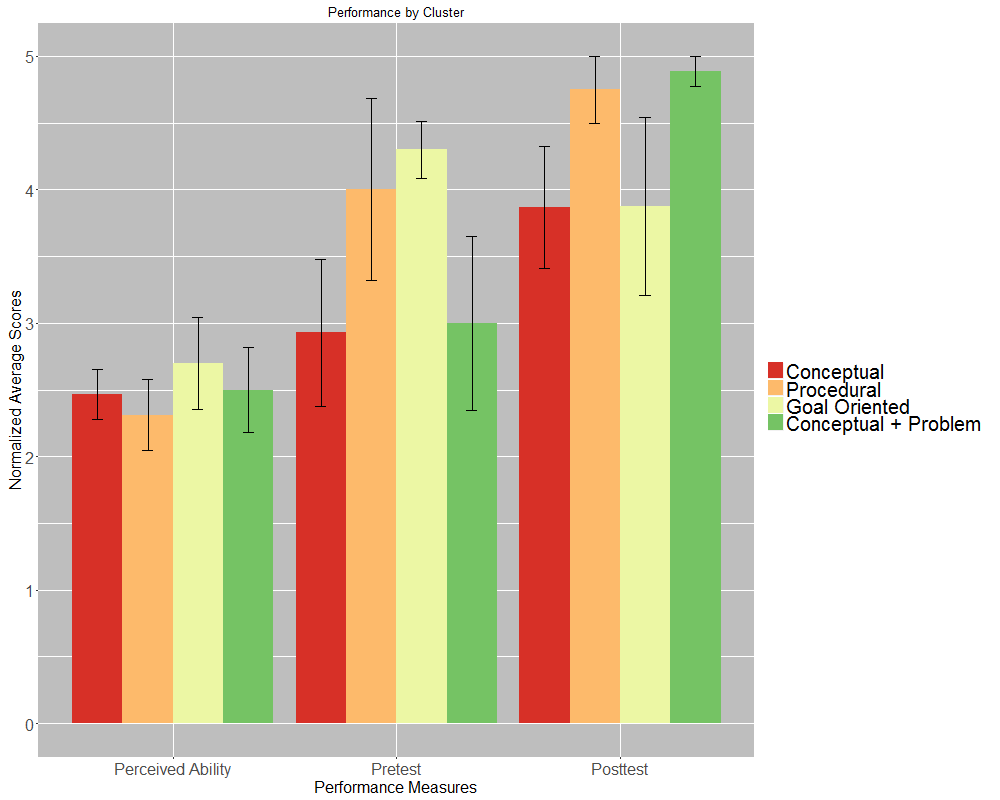 Performance by Cluster
Normalized Average Scores
5
4
3
2
1
0
Perceived Ability
Pretest
Posttest
Performance Measures
Conceptual
Procedural
Goal Oriented
Conceptual + Problem